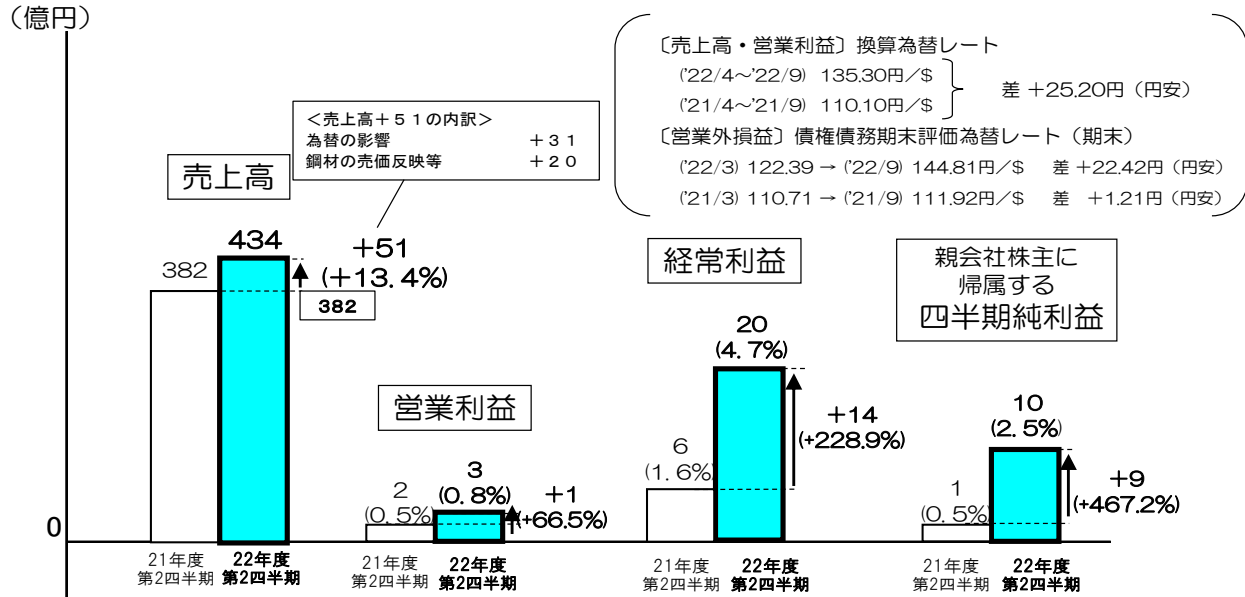 (億円)
〔売上高・営業利益〕換算為替レート
('22/4~'22/9) 135.30円/$
('21/4~'21/9) 110.10円/$
差 +25.20円(円安)
〔営業外損益〕債権債務期末評価為替レート(期末)
('22/3) 122.39 → ('22/9) 144.81円/$ 差 +22.42円(円安)
('21/3) 110.71 → ('21/9) 111.92円/$ 差 +1.21円(円安)
<売上高+51の内訳>
為替の影響 +31
鋼材の売価反映等 +20
売上高
382
434
+51
(+13.4%)
382
営業利益
2
(0.5%)
3
(0.8%)
+1
(+66.5%)
経常利益
6
(1.6%)
20
(4.7%)
+14
(+228.9%)
親会社株主に
帰属する
四半期純利益
1
(0.5%)
10
(2.5%)
+9
(+467.2%)
0
21年度
第2四半期
22年度
第2四半期
21年度
第2四半期
22年度
第2四半期
21年度
第2四半期
22年度
第2四半期
21年度
第2四半期
22年度
第2四半期